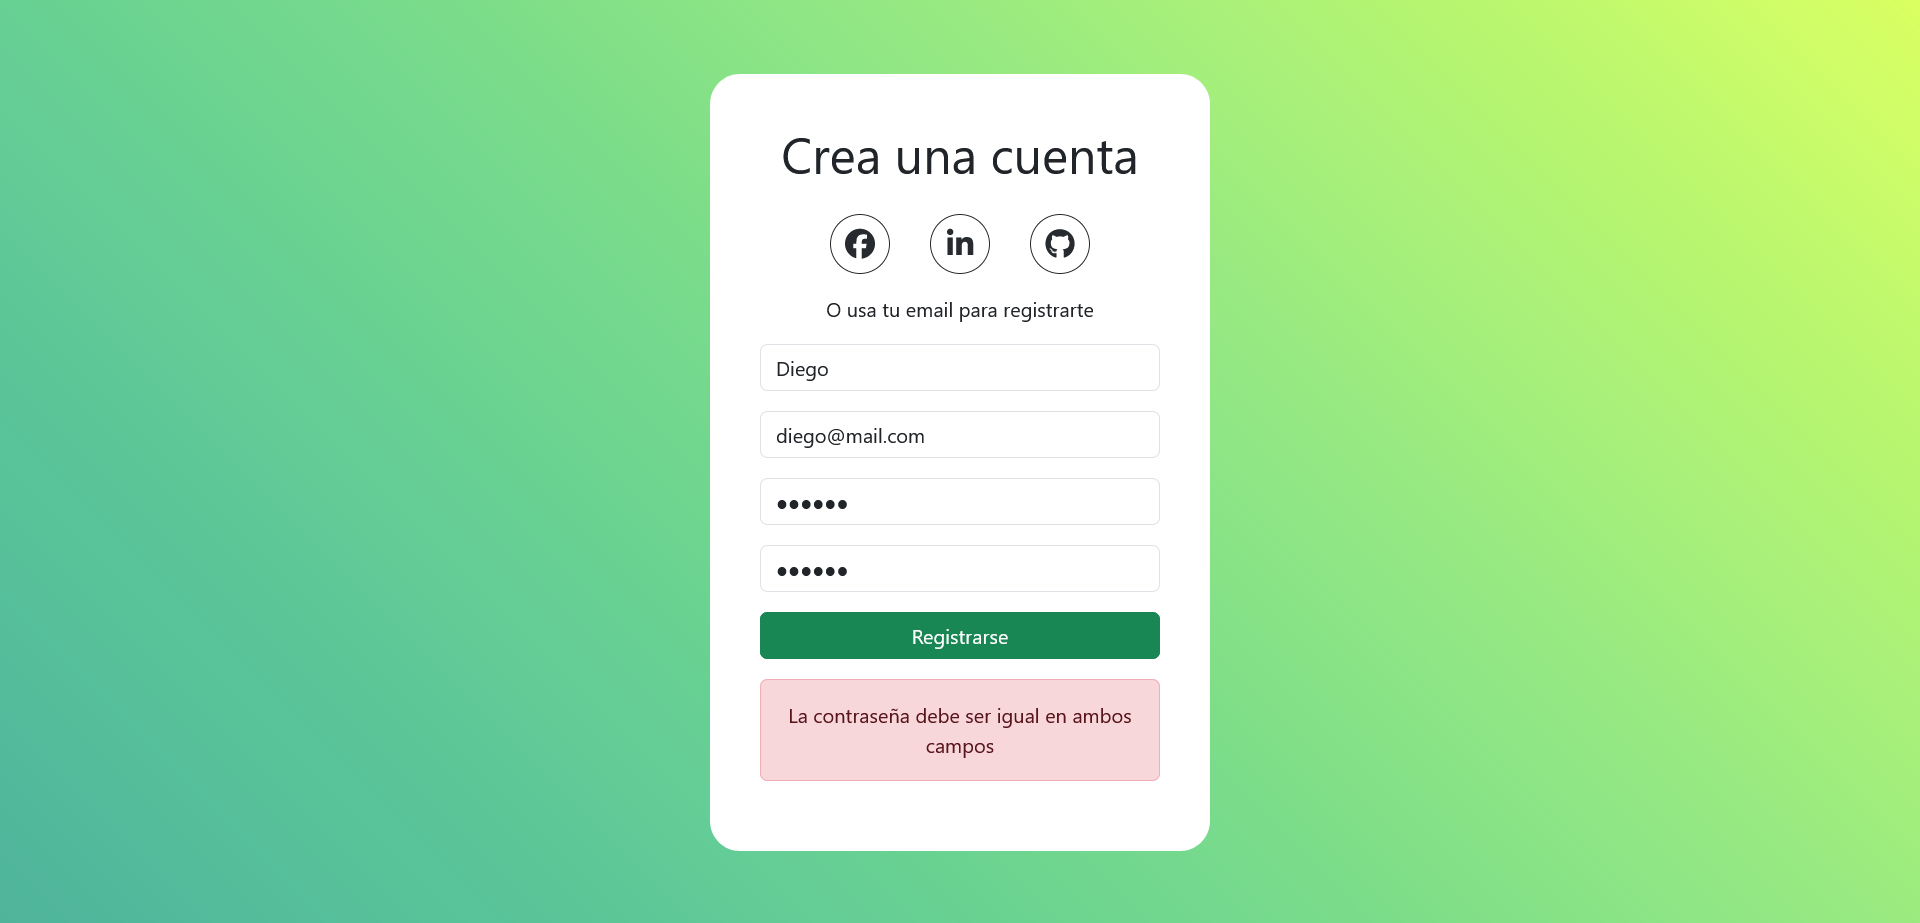 Crea una cuenta
O usa tu email para registrarte
Diego
diego@mail.com
●●●●●●
●●●●●●
Registrarse
La contraseña debe ser igual en ambos
campos